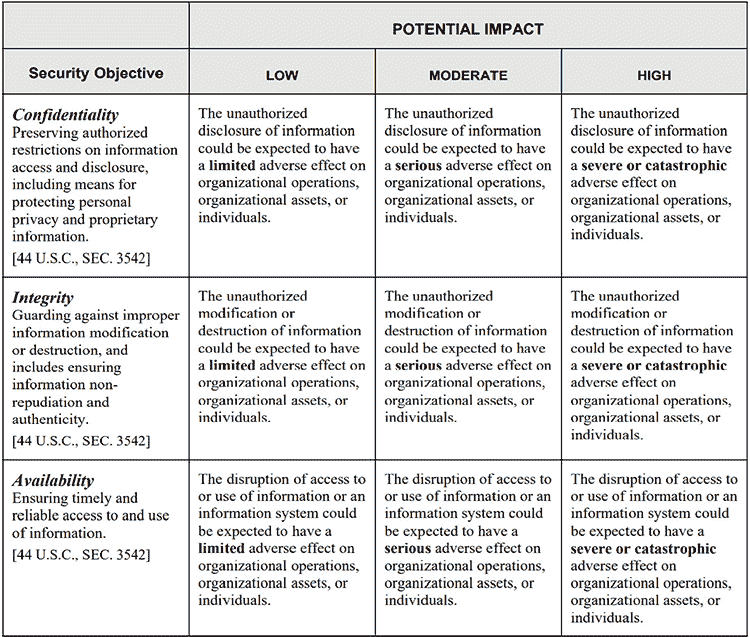 POTENTIAL IMPACT
Security Objective
LOW
MODERATE
HIGH
Confidentiality
Preserving authorized
restrictions on information
access and disclosure,
including means for
protecting personal
privacy and proprietary
information.
[44 U.S.C., SEC. 3542]
The unauthorized
disclosure of information
could be expected to have
a limited adverse effect on
organizational operations,
organizational assets, or
individuals.
The unauthorized
disclosure of information
could be expected to have
a serious adverse effect on
organizational operations,
organizational assets, or
individuals.
The unauthorized
disclosure of information
could be expected to have
a severe or catastrophic
adverse effect on
organizational operations,
organizational assets, or
individuals.
Integrity
Guarding against improper
information modification
or destruction, and
includes ensuring
information non-
repudiation and
authenticity.
[44 U.S.C., SEC. 3542]
The unauthorized
modification or
destruction of information
could be expected to have
a limited adverse effect on
organizational operations,
organizational assets, or
individuals.
The unauthorized
modification or
destruction of information
could be expected to have
a serious adverse effect on
organizational operations,
organizational assets, or
individuals.
The unauthorized
modification or
destruction of information
could be expected to have
a severe or catastrophic
adverse effect on
organizational operations,
organizational assets, or
individuals.
Availability
Ensuring timely and
reliable access to and use
of information.
[44 U.S.C., SEC. 3542]
The disruption of access to
or use of information or an
information system could
be expected to have a
limited adverse effect on
organizational operations,
organizational assets, or
individuals.
The disruption of access to
or use of information or an
information system could
be expected to have a
serious adverse effect on
organizational operations,
organizational assets, or
individuals.
The disruption of access to
or use of information or an
information system could
be expected to have a
severe or catastrophic
adverse effect on
organizational operations,
organizational assets, or
individuals.